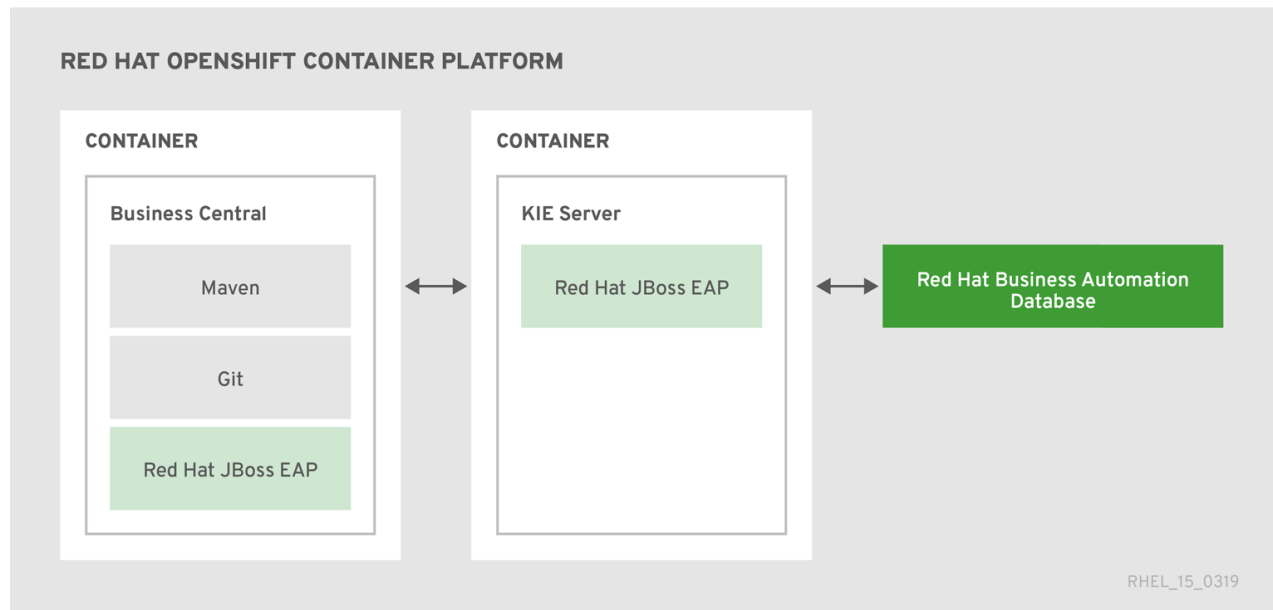 RED HAT OPENSHIFT CONTAINER PLATFORM
CONTAINER
Business Central
Maven
Git
Red Hat JBoss EAP
CONTAINER
KIE Server
Red Hat JBoss EAP
Red Hat Business Automation
Database
RHEL_15_0319